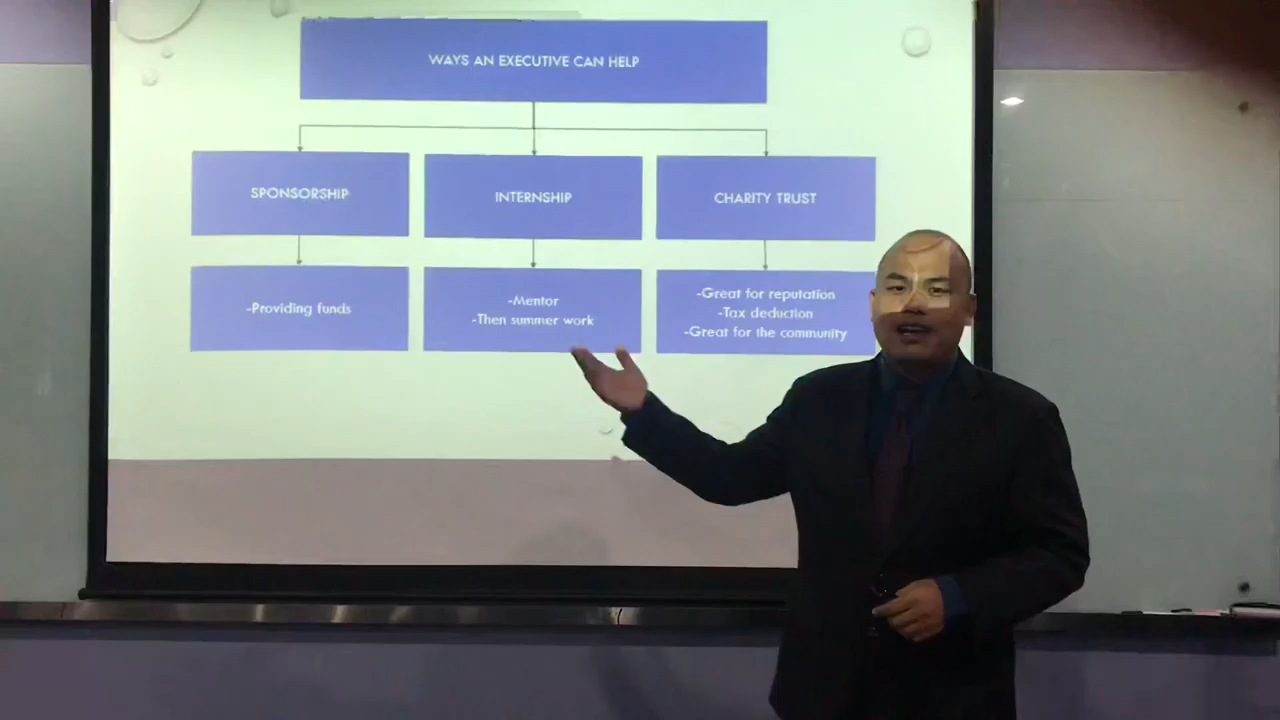 WAYS AN EXECUTIVE CAN HELP
SPONSORSHIP
INTERNSHIP
CHARITY TRUST
-Providing funds
-Mentor
-Then summer work
-Great for reputation
-Tax deduction
-Great for the community